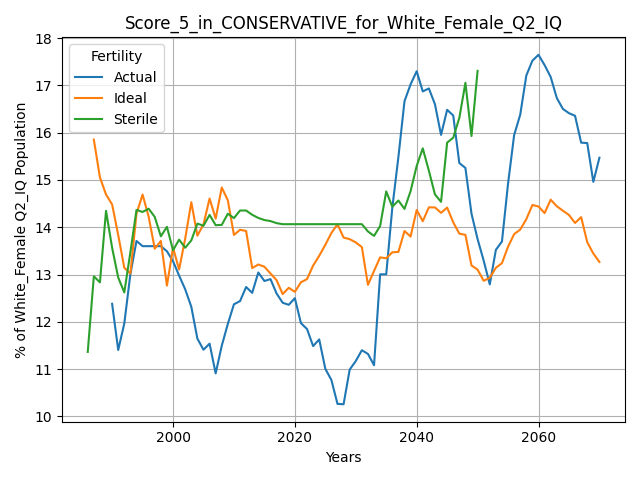 Score_5_in_CONSERVATIVE_for_White_Female_Q2_IQ
% of White_Female Q2_IQ Population
18
17
16
15
14
13
12
11
10
Fertility
Actual
Ideal
Sterile
2000 2020 2040 2060
Years